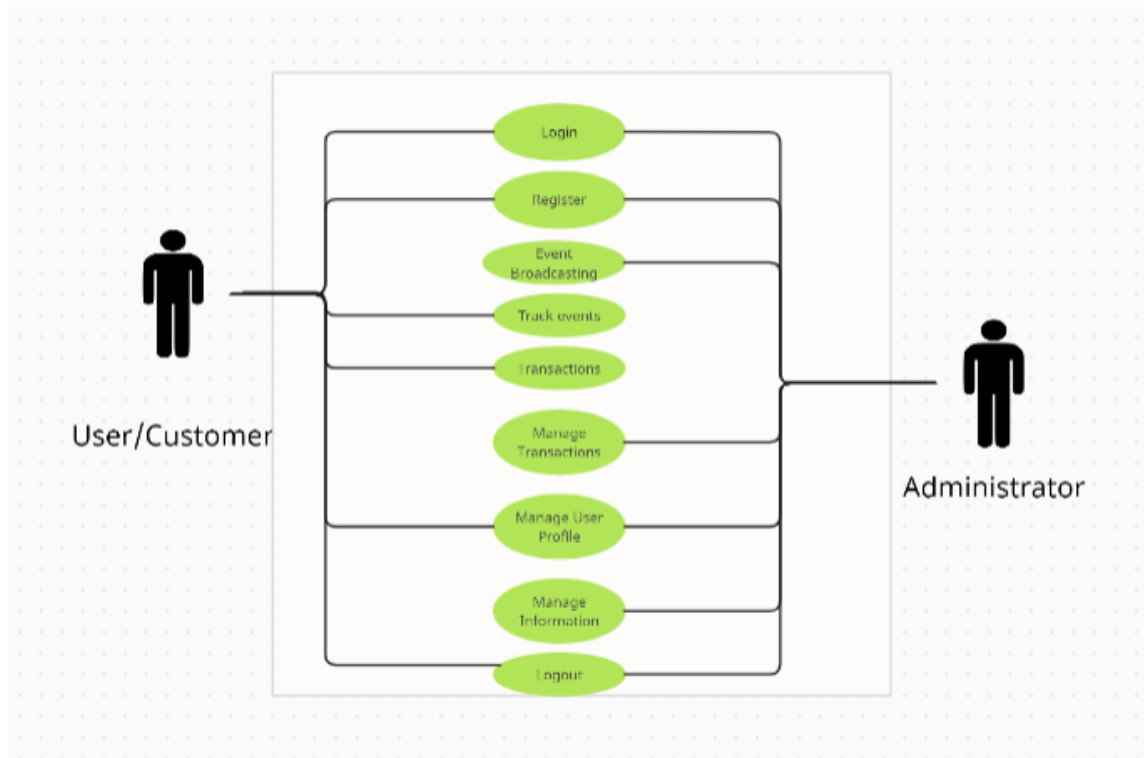 Login
Register
Event
Broadcasting
Track events
Transactions
Manage
Transactions
User/Customer
Manage User
Profile
Administrator
Manage
Information
Logout